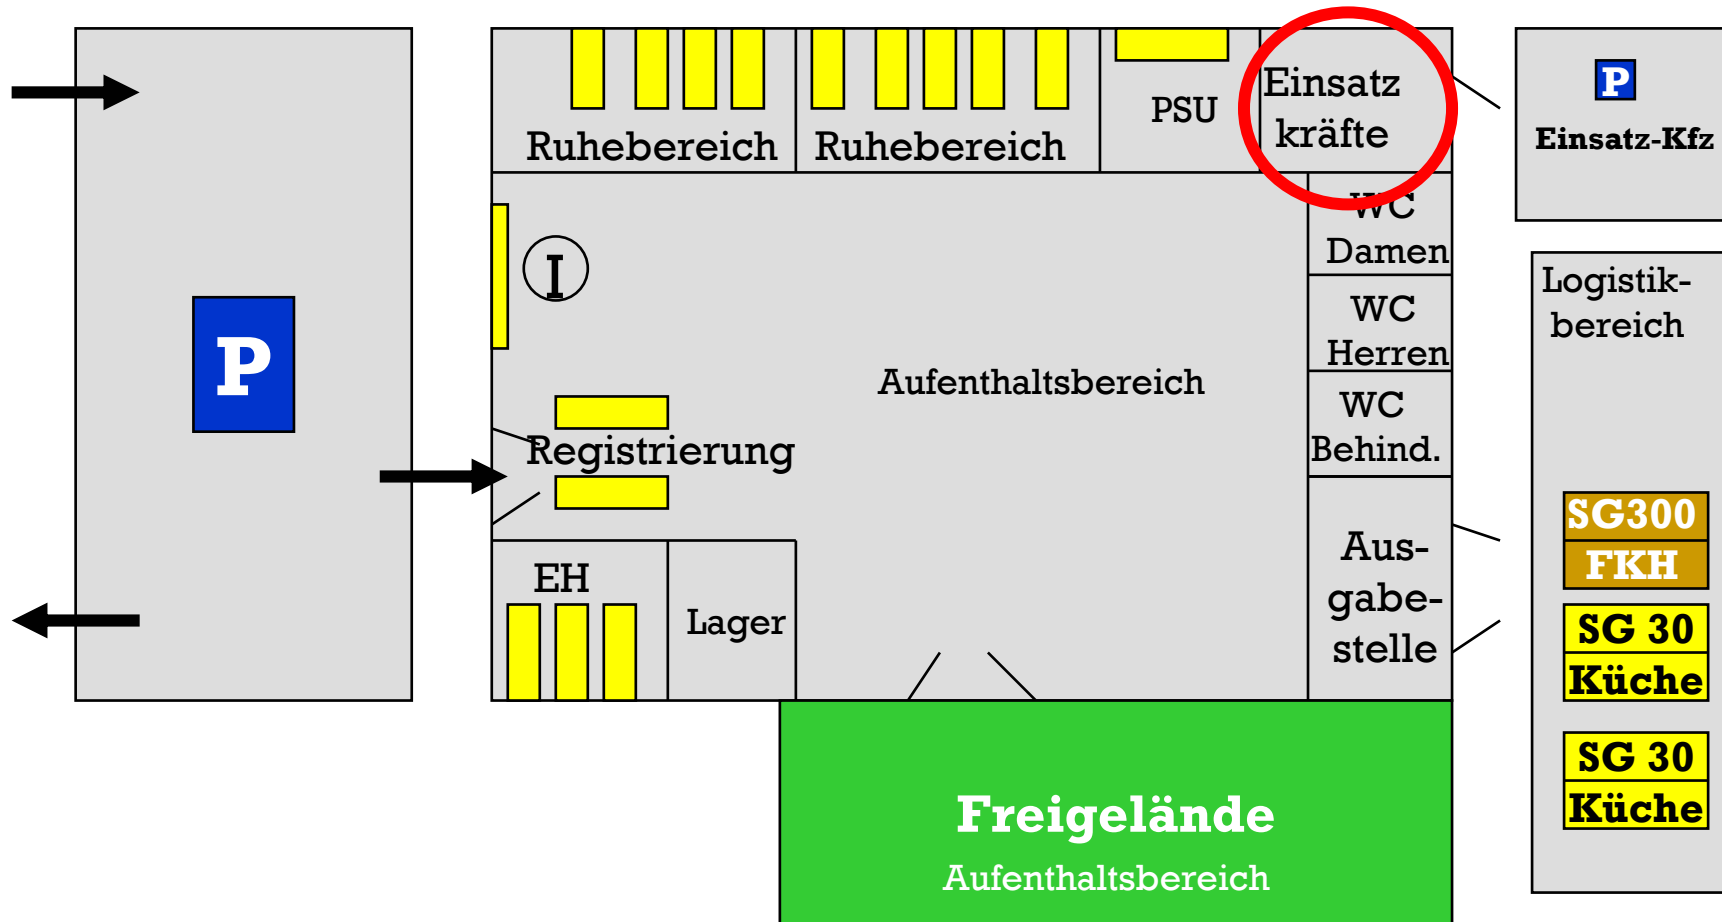 P
Ruhebereich
Ruhebereich
PSU
Einsatz
kräfte
P
Einsatz-Kfz
I
WC
Damen
WC
Herren
WC
Behind.
Aufenthaltsbereich
Registrierung
EH
Lager
Aus-
gabe-
stelle
Logistik-
bereich
SG300
FKH
SG 30
Küche
SG 30
Küche
Freigelände
Aufenthaltsbereich